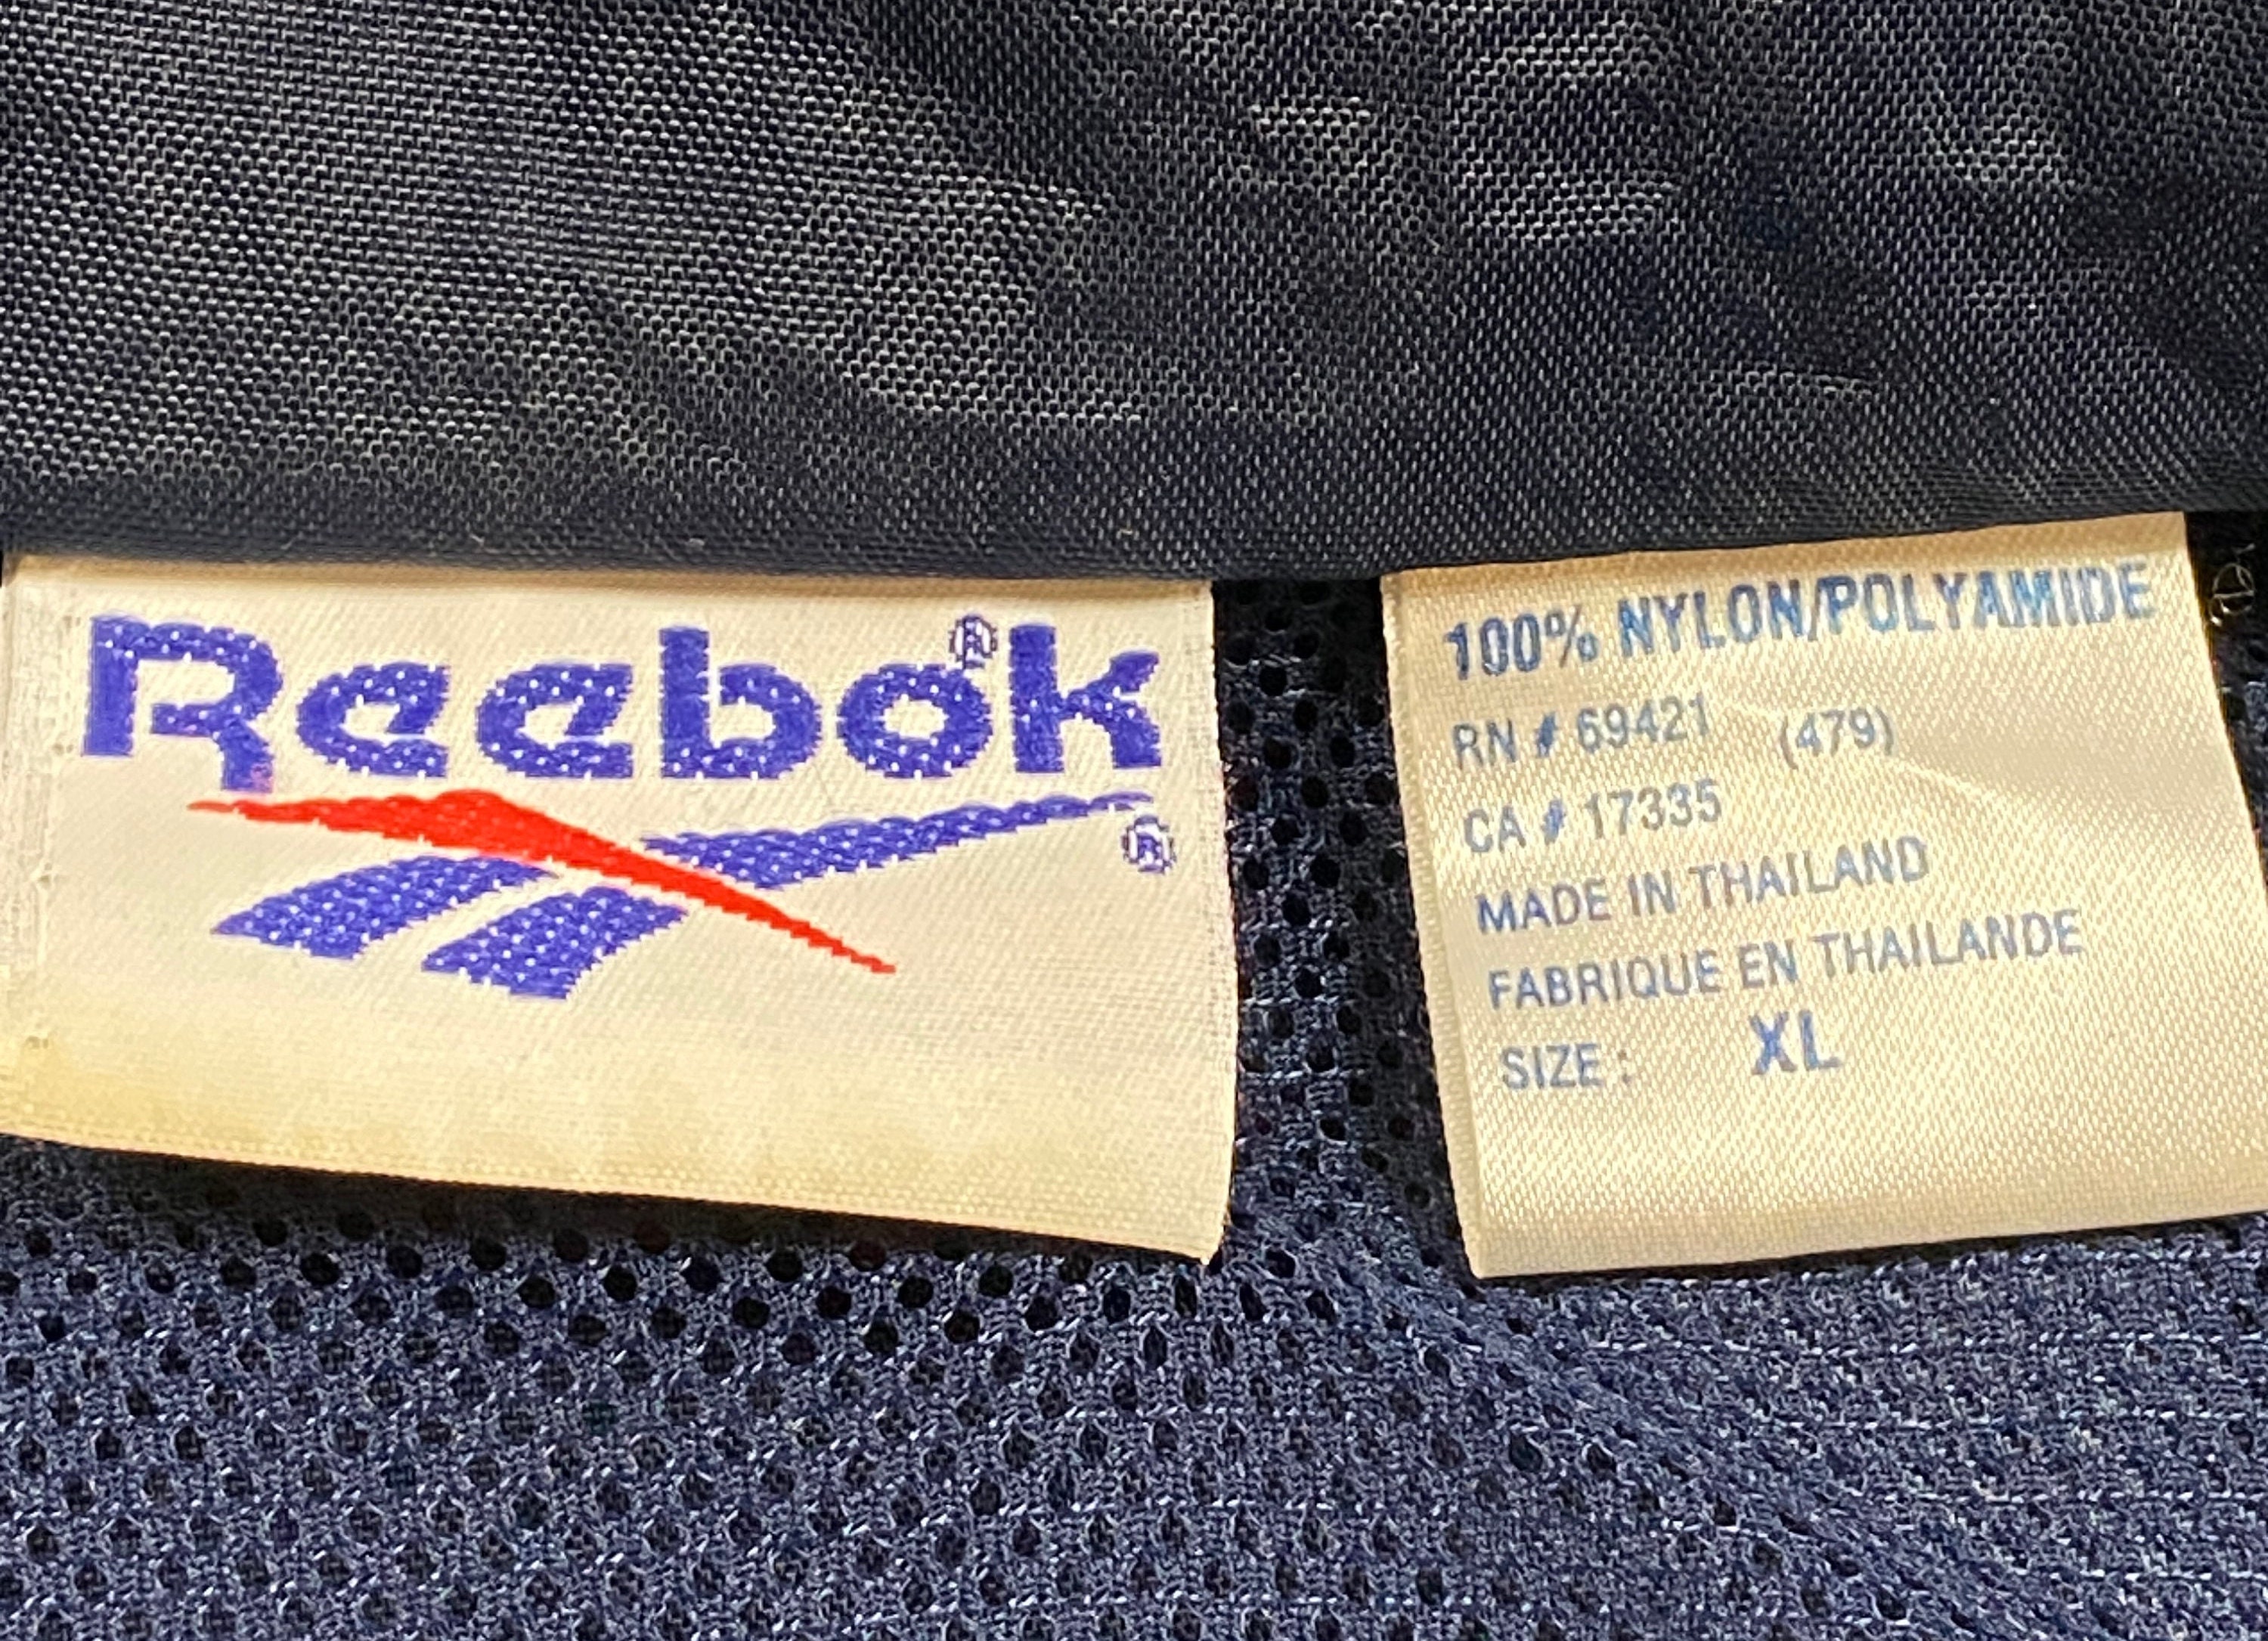 Reebok®
®
100% NYLON/POLYAMIDE
RN # 69421 (479)
CA # 17335
MADE IN THAILAND
FABRIQUE EN THAILANDE
SIZE : XL